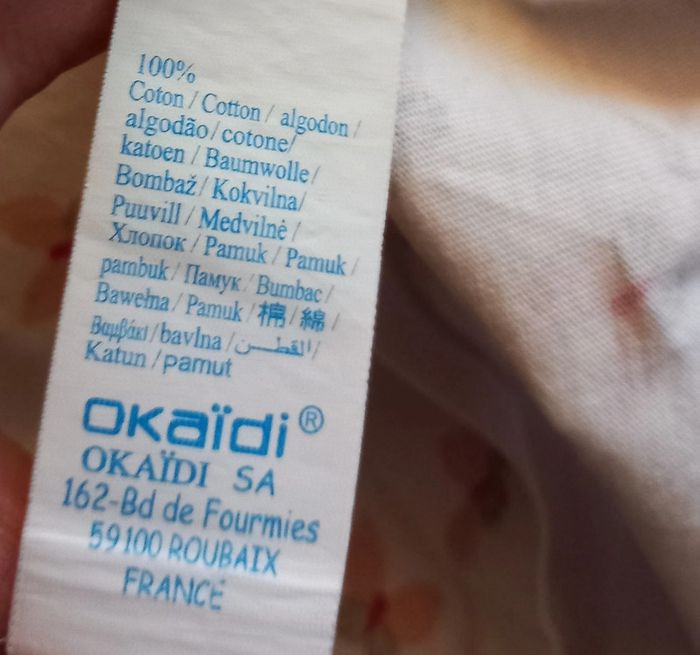 100%
Coton / Cotton / algodon /
algodão / cotone/
katoen / Baumwolle/
Bombaž / Kokvilna/
Puuvill / Medvilnė /
Хлопок / Pamuk / Pamuk /
pambuk / Памук / Bumbac/
Bawełna / Pamuk / 棉 / 綿 /
Βαμβάκι / bavlna / القطــن/
Katun / pamut
Okaïdi®
OKAÏDI SA
162-Bd de Fourmies
59100 ROUBAIX
FRANCE